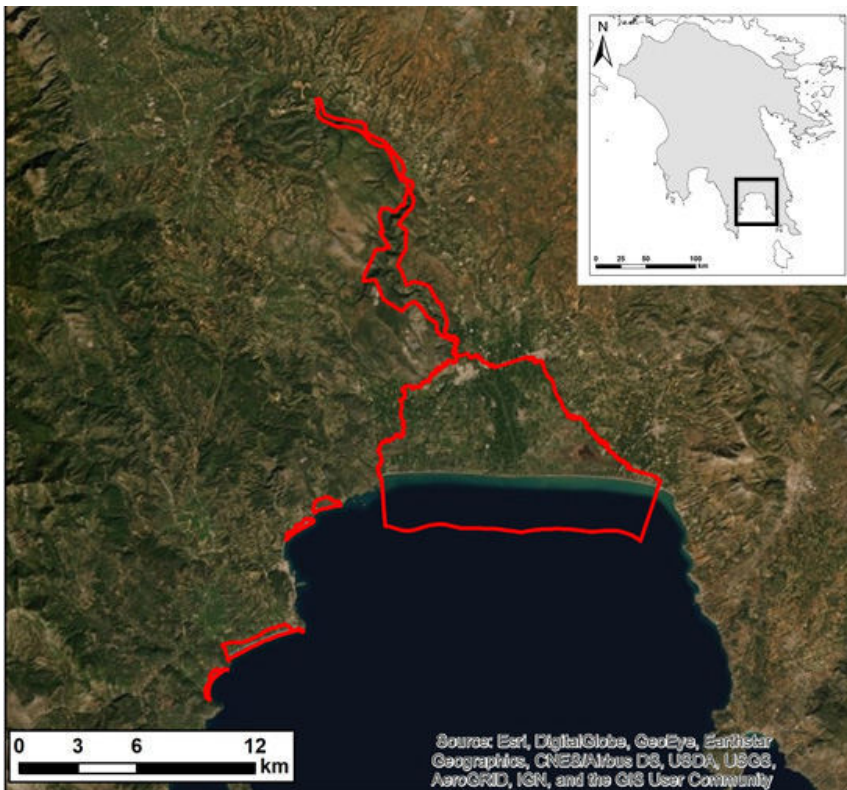 N
0 25 50 100
km
0 3 6 12
km
Source: Esri, DigitalGlobe, GeoEye, Earthstar
Geographics, CNES/Airbus DS, USDA, USGS,
AeroGRID, IGN, and the GIS User Community